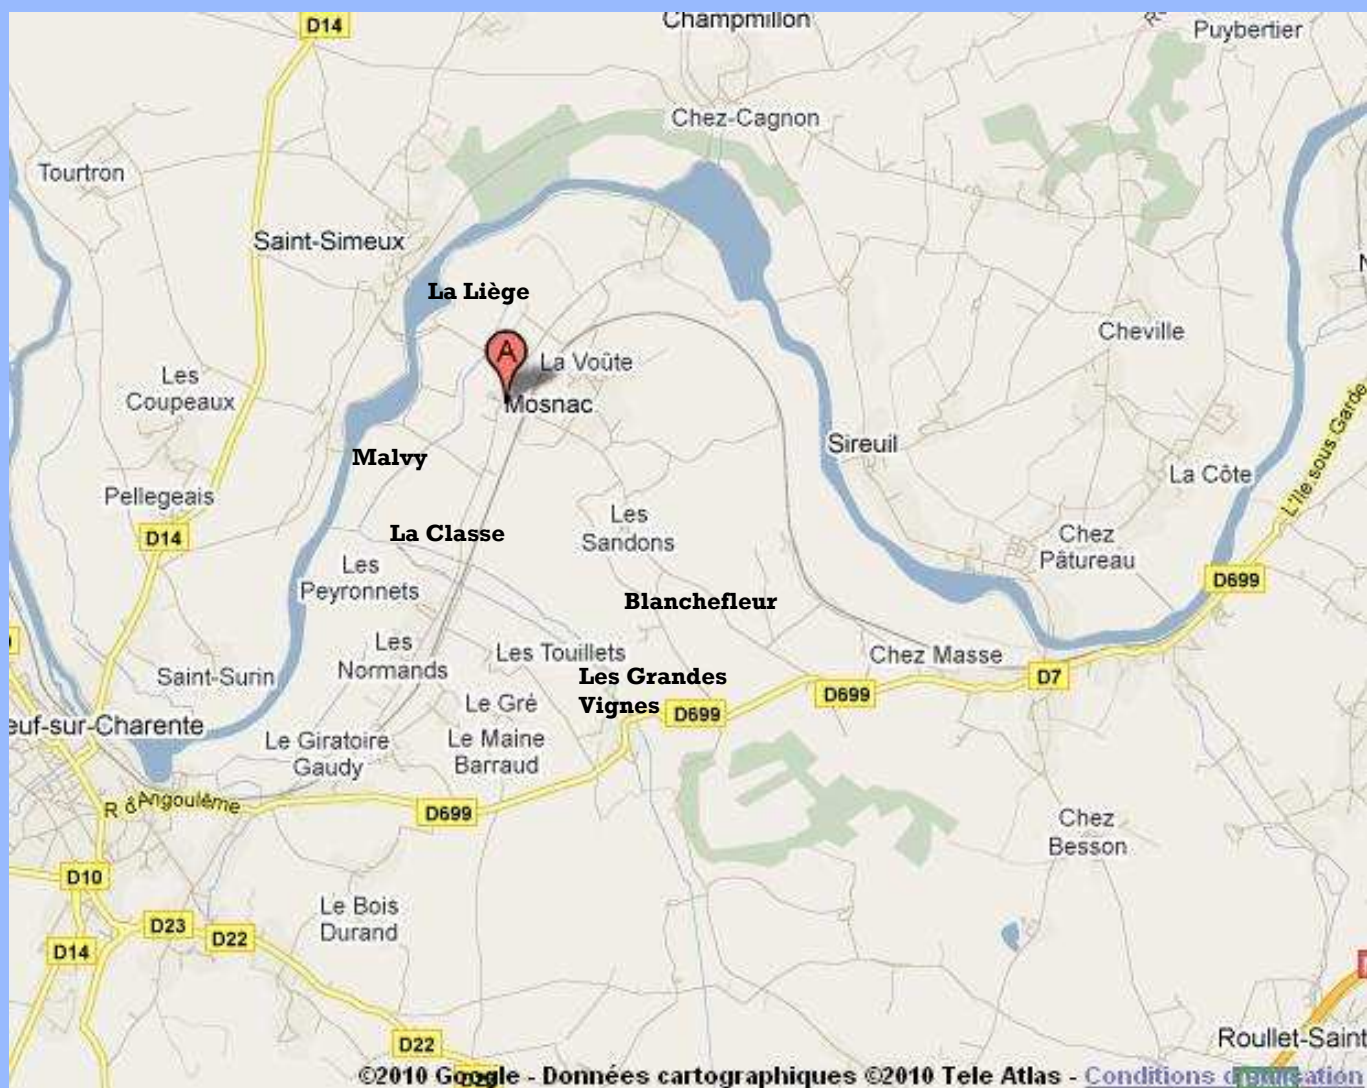 D14
Champmillon
Puybertier
Chez-Cagnon
Tourtron
Saint-Simeux
La Liège
Cheville
A
La Voûte
Les
Coupeaux
Mosnac
L'Ile sous Garde
Sireuil
Malvy
La Côte
Pellegeais
Les
Sandons
La Classe
D14
Chez
Pâtureau
Les
Peyronnets
D699
Blanchefleur
Les
Normands
Les Touillets
Chez Masse
Saint-Surin
Les Grandes
Vignes
D7
D699
D699
Le Gré
euf-sur-Charente
Le Giratoire
Gaudy
Le Maine
Barraud
R d'Angoulême
D699
Chez
Besson
D10
Le Bois
Durand
D23
D22
D14
D22
Roullet-Saint
©2010 Google - Données cartographiques ©2010 Tele Atlas - Conditions d'utilisation